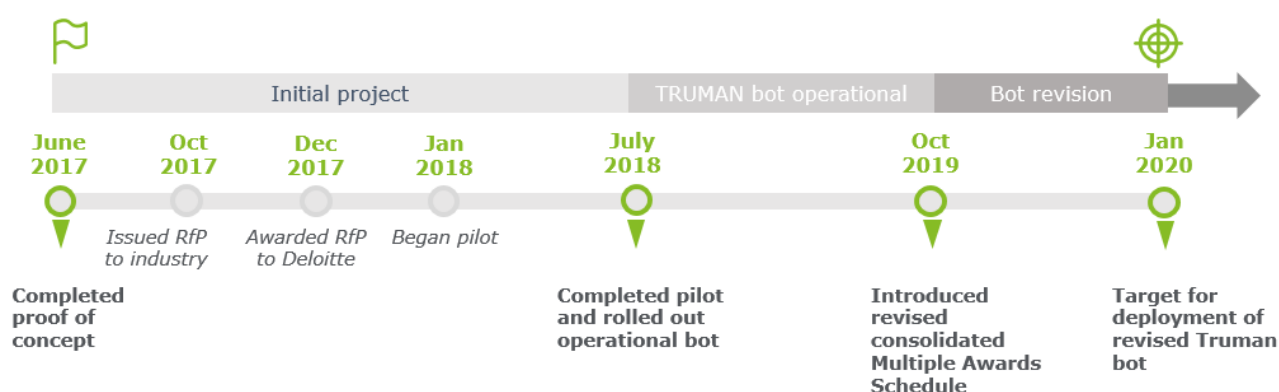 Initial project
TRUMAN bot operational
Bot revision
June
2017
Oct
2017
Dec
2017
Jan
2018
July
2018
Oct
2019
Jan
2020
Issued RfP
to industry
Awarded RfP
to Deloitte
Began pilot
Completed
proof of
concept
Completed pilot
and rolled out
operational bot
Introduced
revised
consolidated
Multiple Awards
Schedule
Target for
deployment of
revised Truman
bot